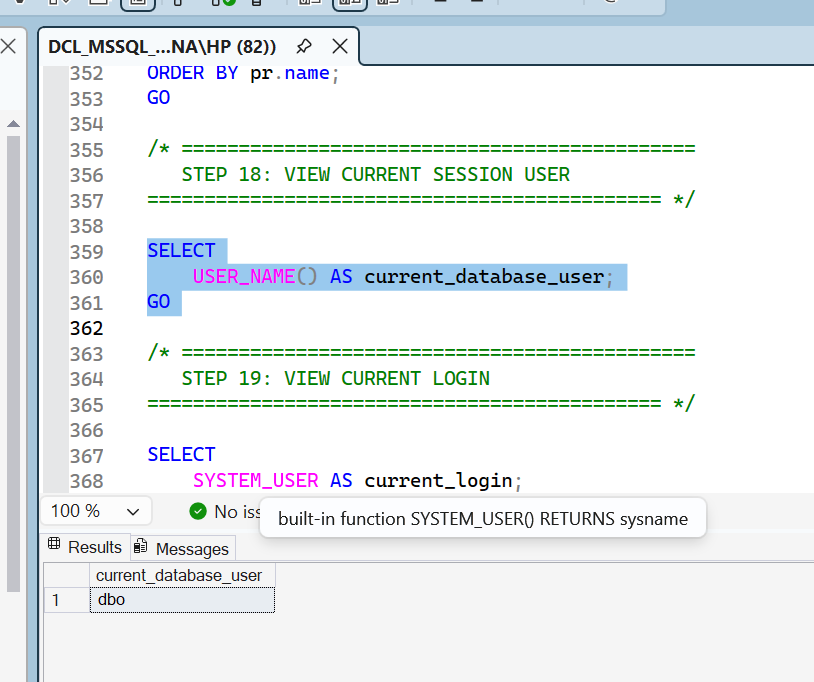 DCL_MSSQL_...NA\HP (82))
352 ORDER BY pr.name;
353 GO
354
355 /* =============================================
356 STEP 18: VIEW CURRENT SESSION USER
357 ============================================= */
358
359 SELECT
360 USER_NAME() AS current_database_user;
361 GO
362
363 /* =============================================
364 STEP 19: VIEW CURRENT LOGIN
365 ============================================= */
366
367 SELECT
368 SYSTEM_USER AS current_login;
100 %
No iss
built-in function SYSTEM_USER() RETURNS sysname
Results Messages
current_database_user
1 dbo